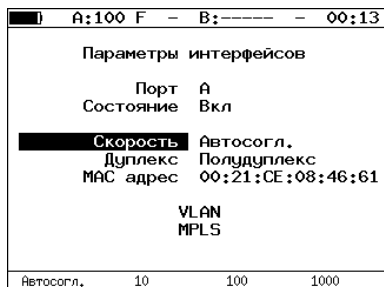 A:100 F – B:----- – 00:13
Параметры интерфейсов
Порт A
Состояние Вкл
Скорость Автосогл.
Дуплекс Полудуплекс
MAC адрес 00:21:CE:08:46:61
VLAN
MPLS
Автосогл. 10 100 1000